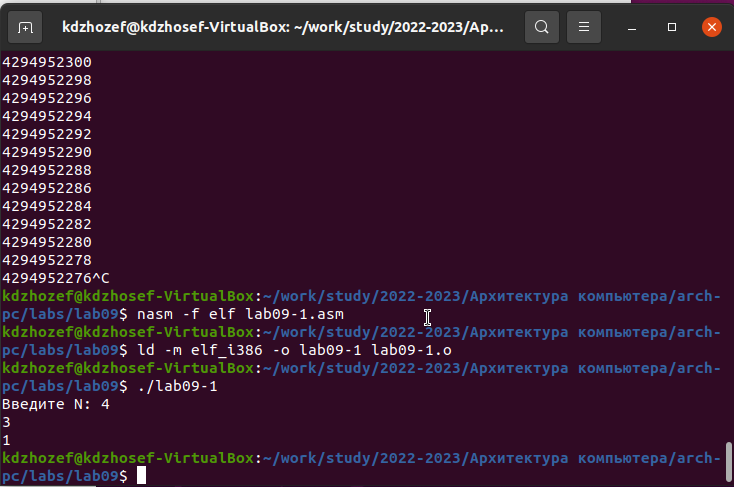 kdzhozef@kdzhosef-VirtualBox: ~/work/study/2022-2023/Ар...
4294952300
4294952298
4294952296
4294952294
4294952292
4294952290
4294952288
4294952286
4294952284
4294952282
4294952280
4294952278
4294952276^C
kdzhozef@kdzhosef-VirtualBox:~/work/study/2022-2023/Архитектура компьютера/arch-
pc/labs/lab09$ nasm -f elf lab09-1.asm
kdzhozef@kdzhosef-VirtualBox:~/work/study/2022-2023/Архитектура компьютера/arch-
pc/labs/lab09$ ld -m elf_i386 -o lab09-1 lab09-1.o
kdzhozef@kdzhosef-VirtualBox:~/work/study/2022-2023/Архитектура компьютера/arch-
pc/labs/lab09$ ./lab09-1
Введите N: 4
3
1
kdzhozef@kdzhosef-VirtualBox:~/work/study/2022-2023/Архитектура компьютера/arch-
pc/labs/lab09$